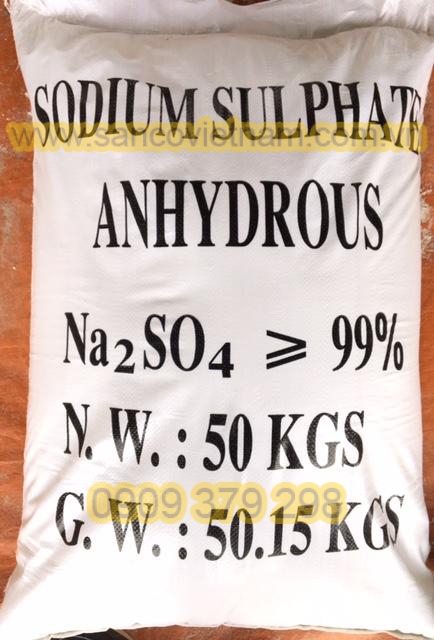 SODIUM SULPHATE
www.sancovietnam.com.vn
ANHYDROUS
Na₂SO₄ ⩾ 99%
N. W. : 50 KGS
0909 379 298
G. W. : 50.15 KGS